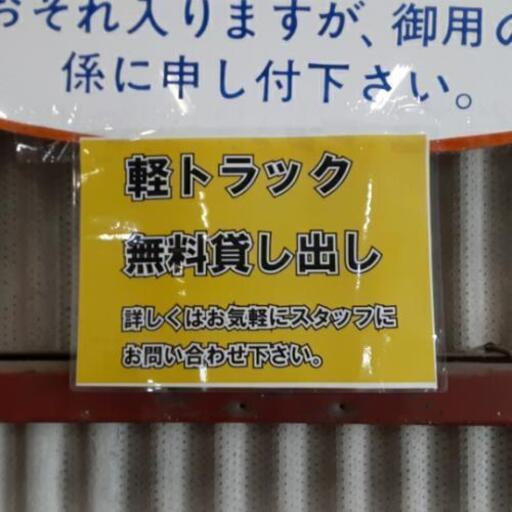 おそれ入りますが、御用の
係に申し付下さい。
軽トラック
無料貸し出し
詳しくはお気軽にスタッフに
お問い合わせ下さい。